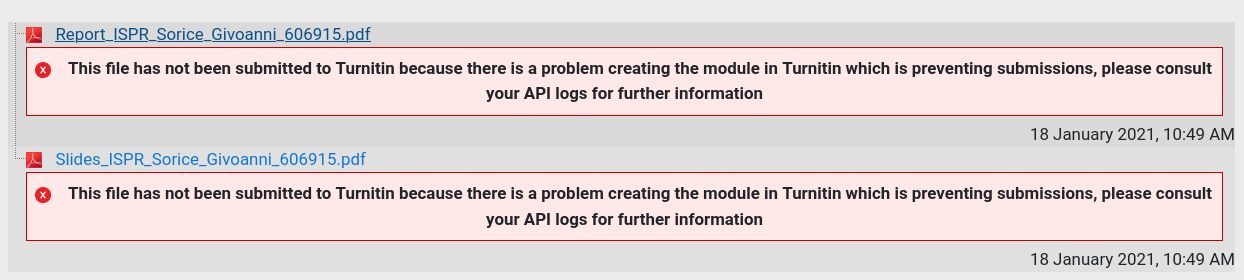 Report_ISPR_Sorice_Givoanni_606915.pdf
This file has not been submitted to Turnitin because there is a problem creating the module in Turnitin which is preventing submissions, please consult
your API logs for further information
18 January 2021, 10:49 AM
Slides_ISPR_Sorice_Givoanni_606915.pdf
This file has not been submitted to Turnitin because there is a problem creating the module in Turnitin which is preventing submissions, please consult
your API logs for further information
18 January 2021, 10:49 AM